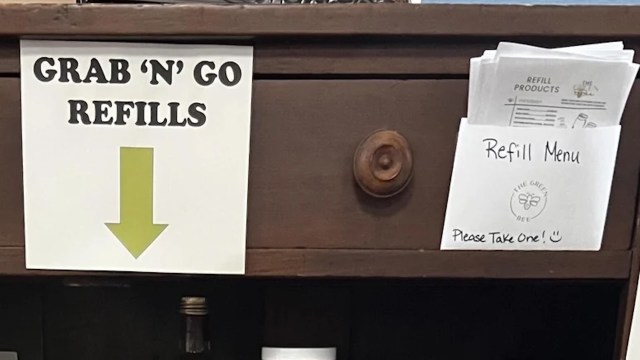 GRAB 'N' GO
REFILLS
REFILL
PRODUCTS
Refill Menu
THE GREEN
BEE
Please Take One! :)